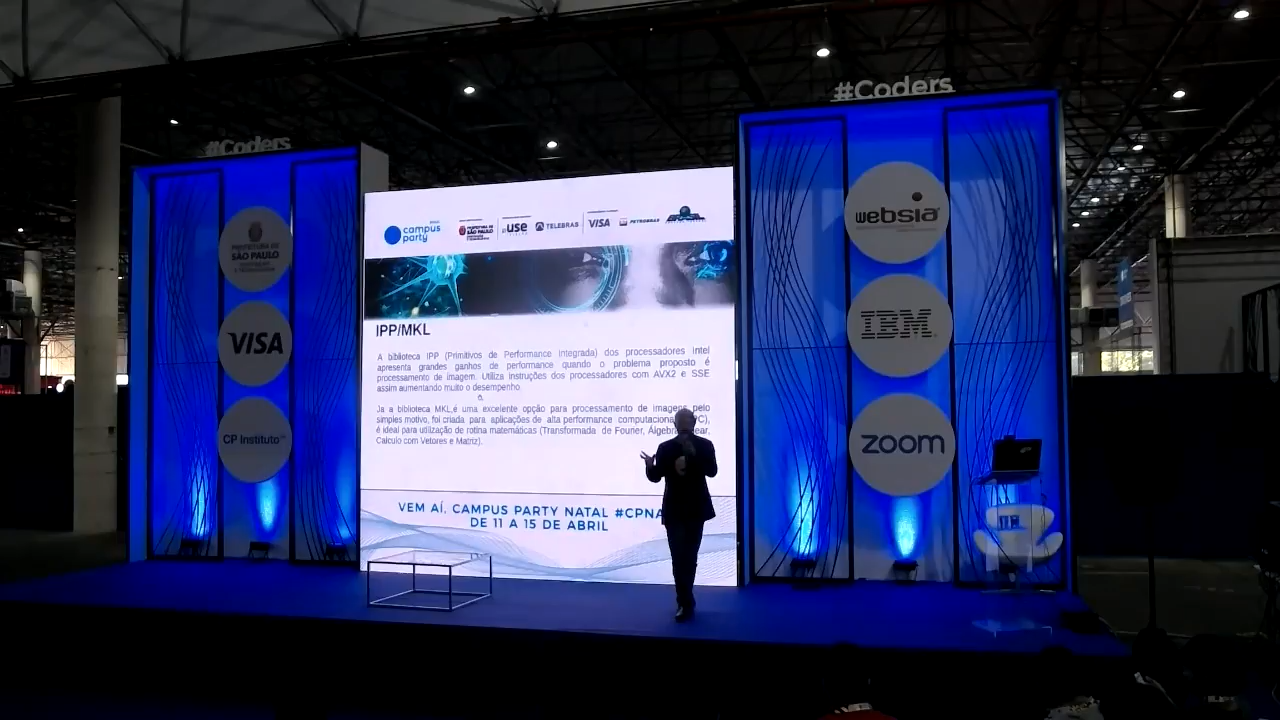 #Coders
#Coders
PREFEITURA DE
SÃO PAULO
VISA
CP Instituto
campus
party
PREFEITURA DE
SÃO PAULO
use
TELEBRAS
VISA
PETROBRAS
IPP/MKL
A biblioteca IPP (Primitivos de Performance Integrada) dos processadores Intel
apresenta grandes ganhos de performance quando o problema proposto é
processamento de imagem. Utiliza instruções dos processadores com AVX2 e SSE
assim aumentando muito o desempenho.
Ja a biblioteca MKL,é uma excelente opção para processamento de imagens pelo
simples motivo, foi criada para aplicações de alta performance computacional
é ideal para utilização de rotina matemáticas (Transformada de Fourier,
Calculo com Vetores e Matriz).
VEM AÍ, CAMPUS PARTY NATAL #CPNA
DE 11 A 15 DE ABRIL
websia
IBM
zoom